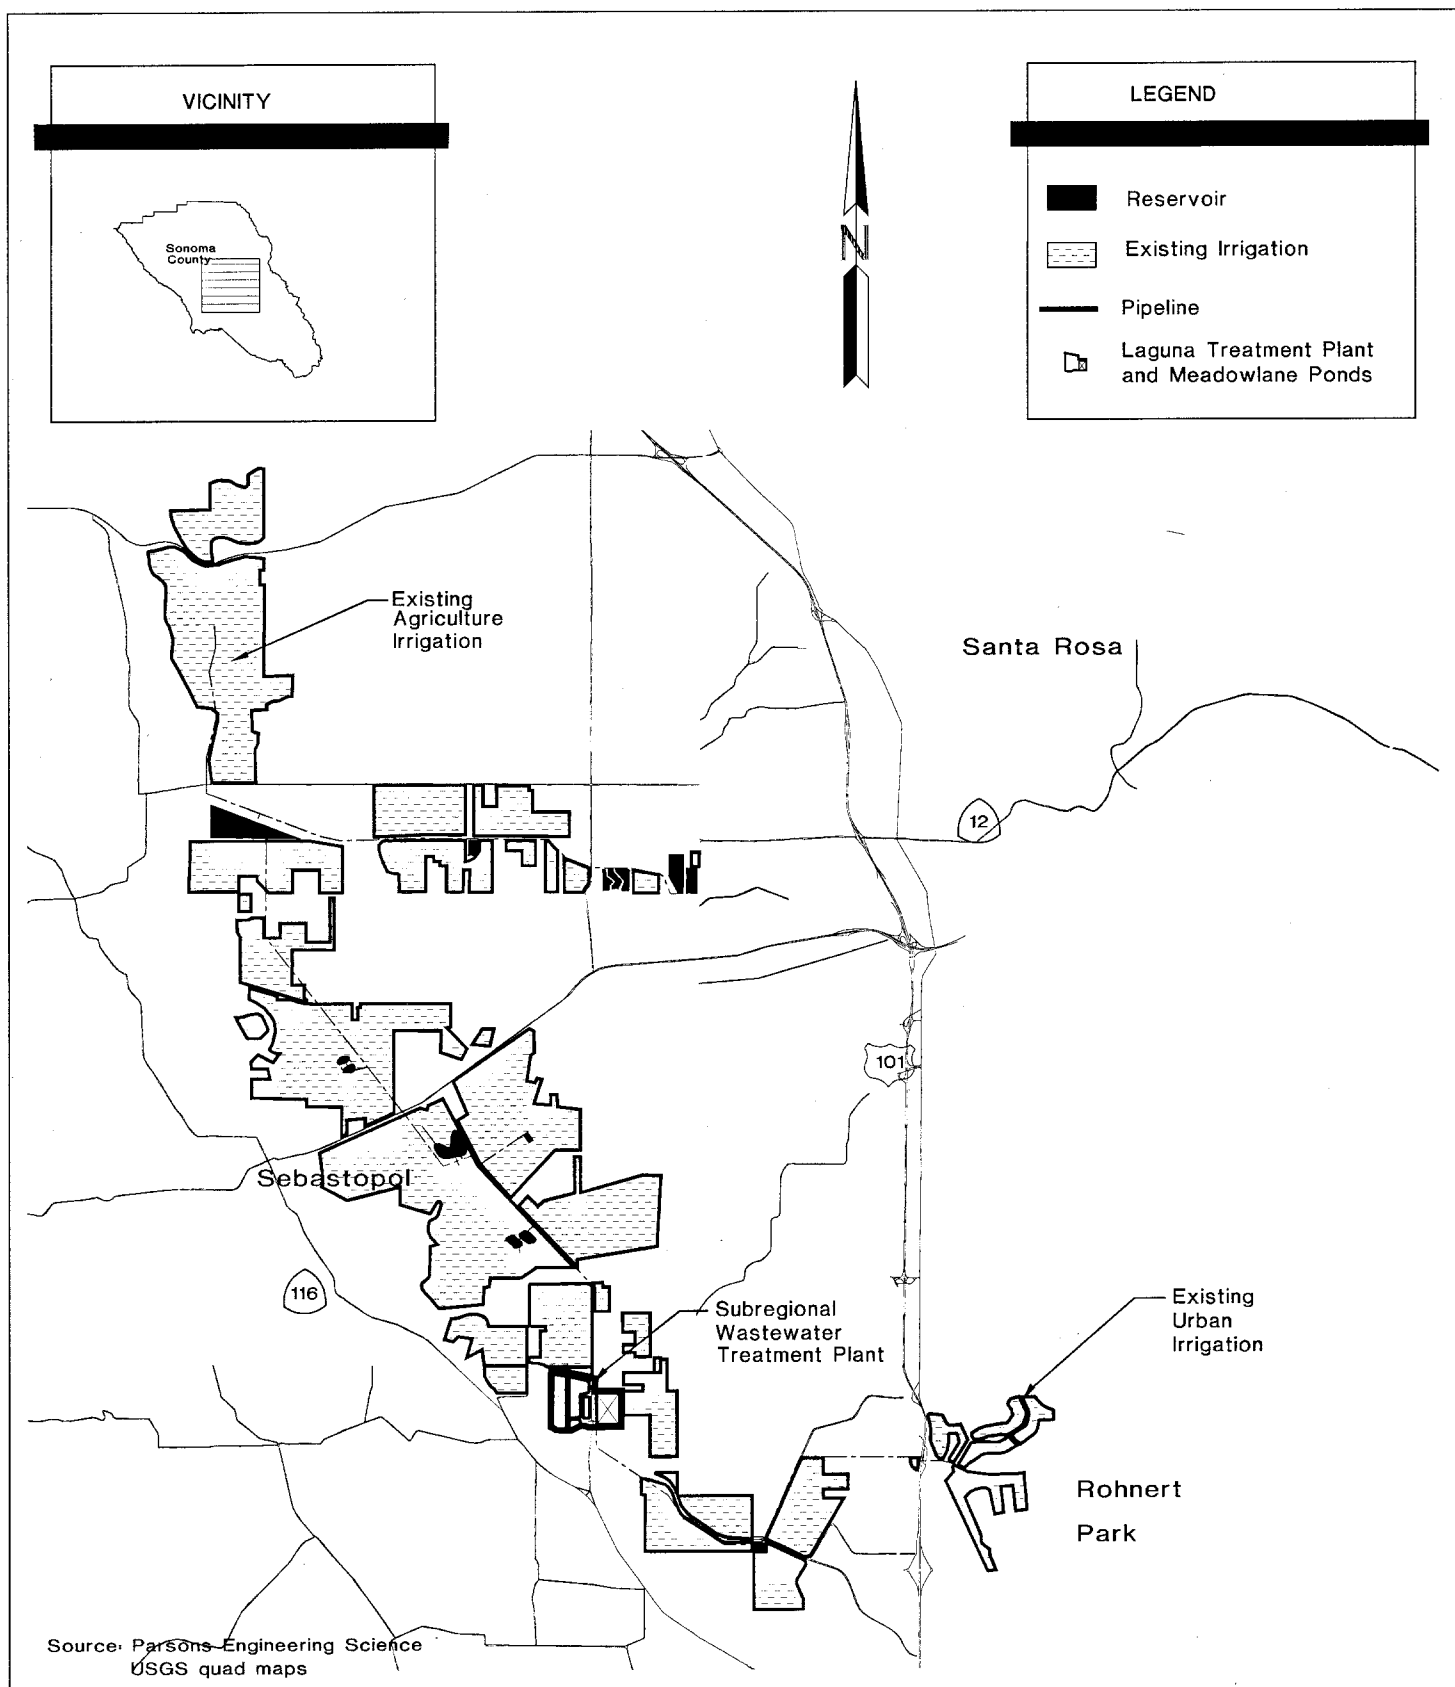 VICINITY
Sonoma
County
N
LEGEND
Reservoir
Existing Irrigation
Pipeline
Laguna Treatment Plant
and Meadowlane Ponds
Existing
Agriculture
Irrigation
Santa Rosa
12
101
Sebastopol
116
Subregional
Wastewater
Treatment Plant
Existing
Urban
Irrigation
Rohnert
Park
Source: Parsons Engineering Science
USGS quad maps